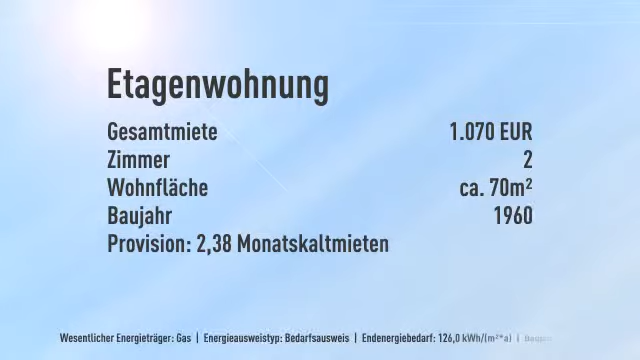 Etagenwohnung
Gesamtmiete 1.070 EUR
Zimmer 2
Wohnfläche ca. 70m²
Baujahr 1960
Provision: 2,38 Monatskaltmieten
Wesentlicher Energieträger: Gas | Energieausweistyp: Bedarfsausweis | Endenergiebedarf: 126,0 kWh/(m²*a) |